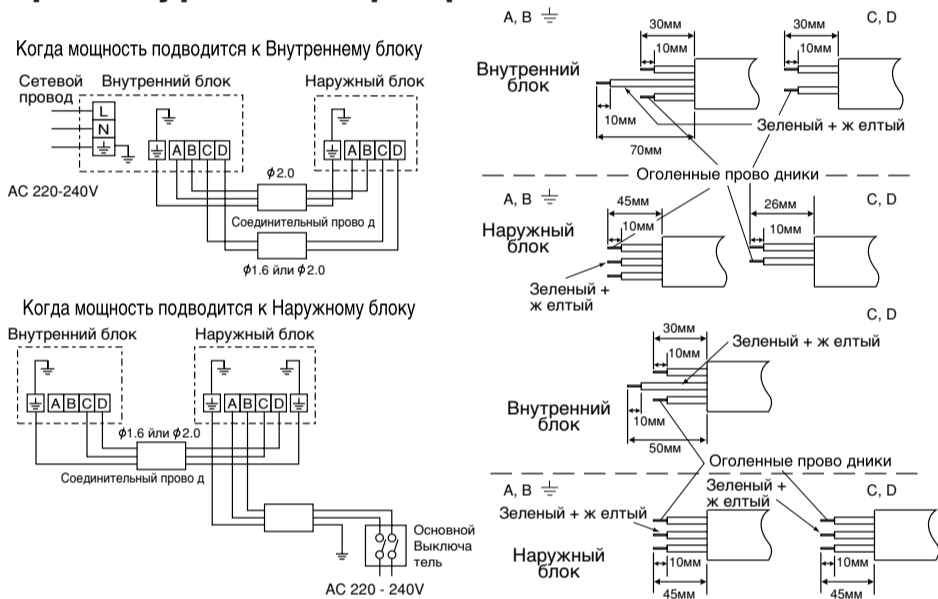 Когда мощность подводится к Внутреннему блоку
Сетевой провод
Внутренний блок
Наружный блок
L
N
A B C D
A B C D
AC 220-240V
ϕ2.0
Соединительный прово д
ϕ1.6 йли ϕ2.0
Когда мощность подводится к Наружному блоку
Внутренний блок
Наружный блок
A B C D
A B C D
ϕ1.6 йли ϕ2.0
Соединительный прово д
Основной
Выключа
тель
AC 220 - 240V
A, B
C, D
30мм
30мм
10мм
10мм
Внутренний
блок
10мм
Зеленый + ж елтый
70мм
Оголенные прово дники
A, B
C, D
45мм
26мм
10мм
10мм
Наружный
блок
Зеленый +
ж елтый
C, D
30мм
Зеленый + ж елтый
10мм
Внутренний
блок
10мм
50мм
Оголенные прово дники
A, B
Зеленый +
ж елтый
C, D
Зеленый + ж елтый
Наружный
блок
10мм
10мм
45мм
45мм